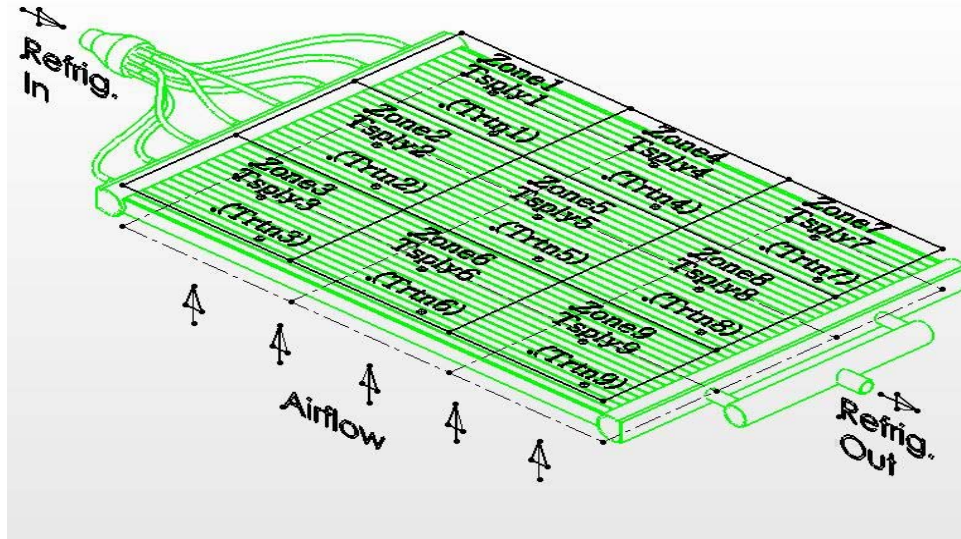 Refrig.
In
Zone1
Tsply1
.(Trtn1)
Zone2
Tsply2
.(Trtn2)
Zone3
Tsply3
.(Trtn3)
Zone4
Tsply4
.(Trtn4)
Zone5
Tsply5
.(Trtn5)
Zone6
Tsply6
.(Trtn6)
Zone7
Tsply7
.(Trtn7)
Zone8
Tsply8
.(Trtn8)
Zone9
Tsply9
.(Trtn9)
Airflow
Refrig.
Out